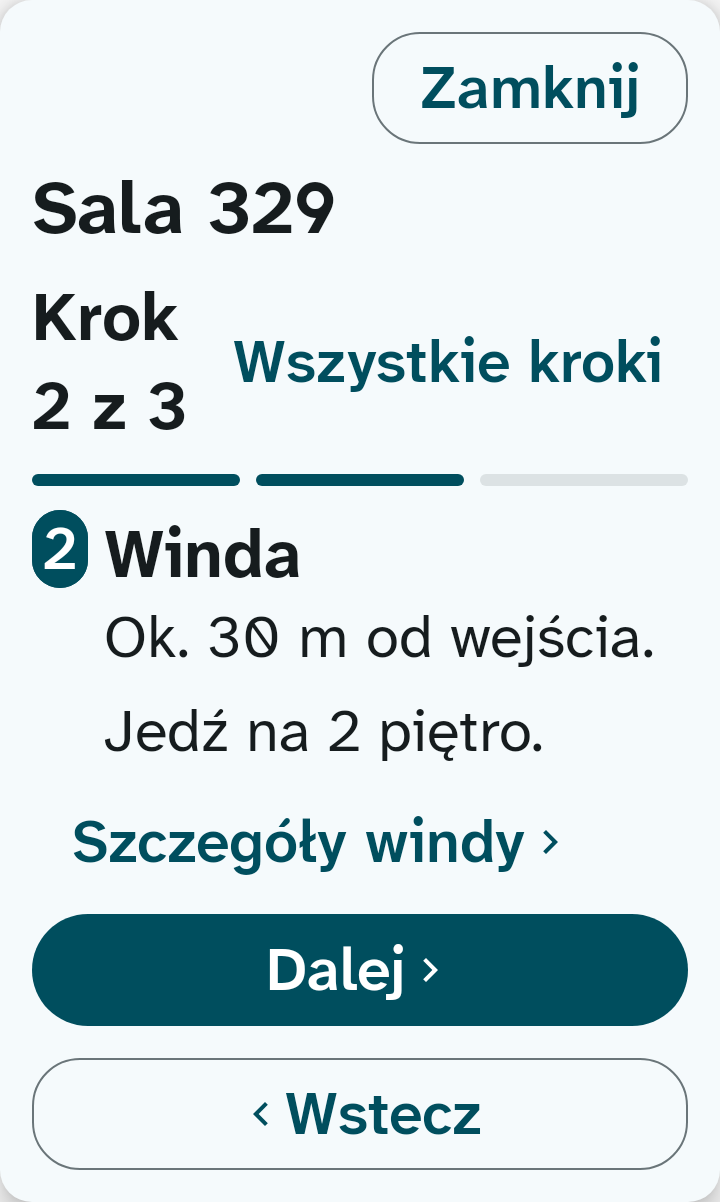 Zamknij
Sala 329
Krok
2 z 3
Wszystkie kroki
2 Winda
Ok. 30 m od wejścia.
Jedź na 2 piętro.
Szczegóły windy ›
Dalej ›
‹ Wstecz